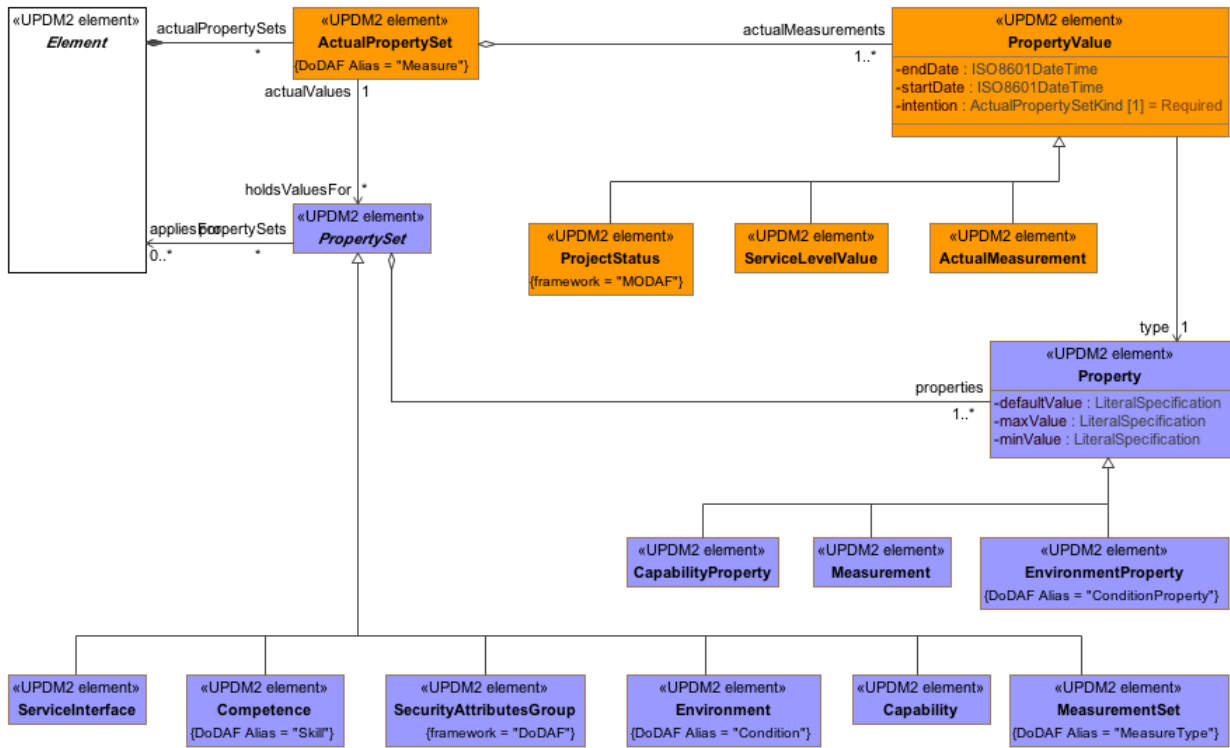 «UPDM2 element»
Element
actualPropertySets
*
«UPDM2 element»
ActualPropertySet
{DoDAF Alias = "Measure"}
actualMeasurements
1..*
«UPDM2 element»
PropertyValue
-endDate : ISO8601DateTime
-startDate : ISO8601DateTime
-intention : ActualPropertySetKind [1] = Required
actualValues 1
holdsValuesFor *
appliesFor
0..*
PropertySets
*
«UPDM2 element»
PropertySet
«UPDM2 element»
ProjectStatus
{framework = "MODAF"}
«UPDM2 element»
ServiceLevelValue
«UPDM2 element»
ActualMeasurement
type 1
properties
1..*
«UPDM2 element»
Property
-defaultValue : LiteralSpecification
-maxValue : LiteralSpecification
-minValue : LiteralSpecification
«UPDM2 element»
CapabilityProperty
«UPDM2 element»
Measurement
«UPDM2 element»
EnvironmentProperty
{DoDAF Alias = "ConditionProperty"}
«UPDM2 element»
ServiceInterface
«UPDM2 element»
Competence
{DoDAF Alias = "Skill"}
«UPDM2 element»
SecurityAttributesGroup
{framework = "DoDAF"}
«UPDM2 element»
Environment
{DoDAF Alias = "Condition"}
«UPDM2 element»
Capability
«UPDM2 element»
MeasurementSet
{DoDAF Alias = "MeasureType"}